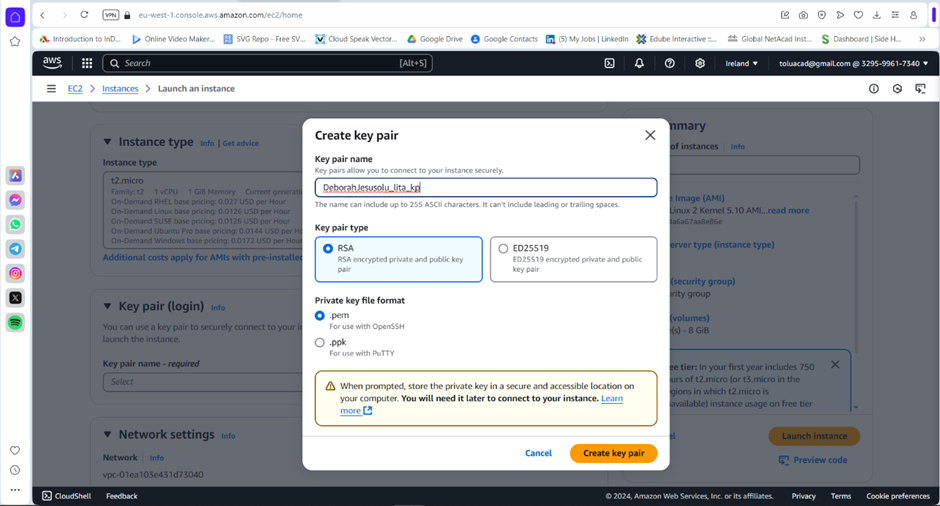 VPN
eu-west-1.console.aws.amazon.com/ec2/home
Introduction to InD...
Online Video Maker...
SVG Repo - Free SV...
Cloud Speak Vector...
Google Drive
Google Contacts
(5) My Jobs | LinkedIn
Edube Interactive ::...
Global NetAcad Inst...
Dashboard | Side H...
aws
Search
[Alt+S]
Ireland
toluacad@gmail.com @ 3295-9961-7340
EC2
Instances
Launch an instance
Instance type
Info
Get advice
Instance type
t2.micro
Family: t2 1 vCPU 1 GiB Memory Current generatio
On-Demand RHEL base pricing: 0.027 USD per Hour
On-Demand Linux base pricing: 0.0126 USD per Hour
On-Demand SUSE base pricing: 0.0126 USD per Hour
On-Demand Ubuntu Pro base pricing: 0.0144 USD per Ho
On-Demand Windows base pricing: 0.0172 USD per Hour
Additional costs apply for AMIs with pre-installed
Key pair (login)
Info
You can use a key pair to securely connect to your in
launch the instance.
Key pair name - required
Select
Network settings
Info
Network
Info
vpc-01ea103e431d73040
Create key pair
Key pair name
Key pairs allow you to connect to your instance securely.
DeborahJesusolu_lita_kp
The name can include up to 255 ASCII characters. It can't include leading or trailing spaces.
Key pair type
RSA
RSA encrypted private and public key
pair
ED25519
ED25519 encrypted private and public
key pair
Private key file format
.pem
For use with OpenSSH
.ppk
For use with PuTTY
When prompted, store the private key in a secure and accessible location on
your computer. You will need it later to connect to your instance. Learn
more
Cancel
Create key pair
mmary
of instances
Info
e Image (AMI)
Linux 2 Kernel 5.10 AMI...read more
erver type (instance type)
(security group)
urity group
(volumes)
e(s) - 8 GiB
ee tier: In your first year includes 750
urs of t2.micro (or t3.micro in the
egions in which t2.micro is
available) instance usage on free tier
el
Launch instance
Preview code
CloudShell
Feedback
© 2024, Amazon Web Services, Inc. or its affiliates.
Privacy
Terms
Cookie preferences